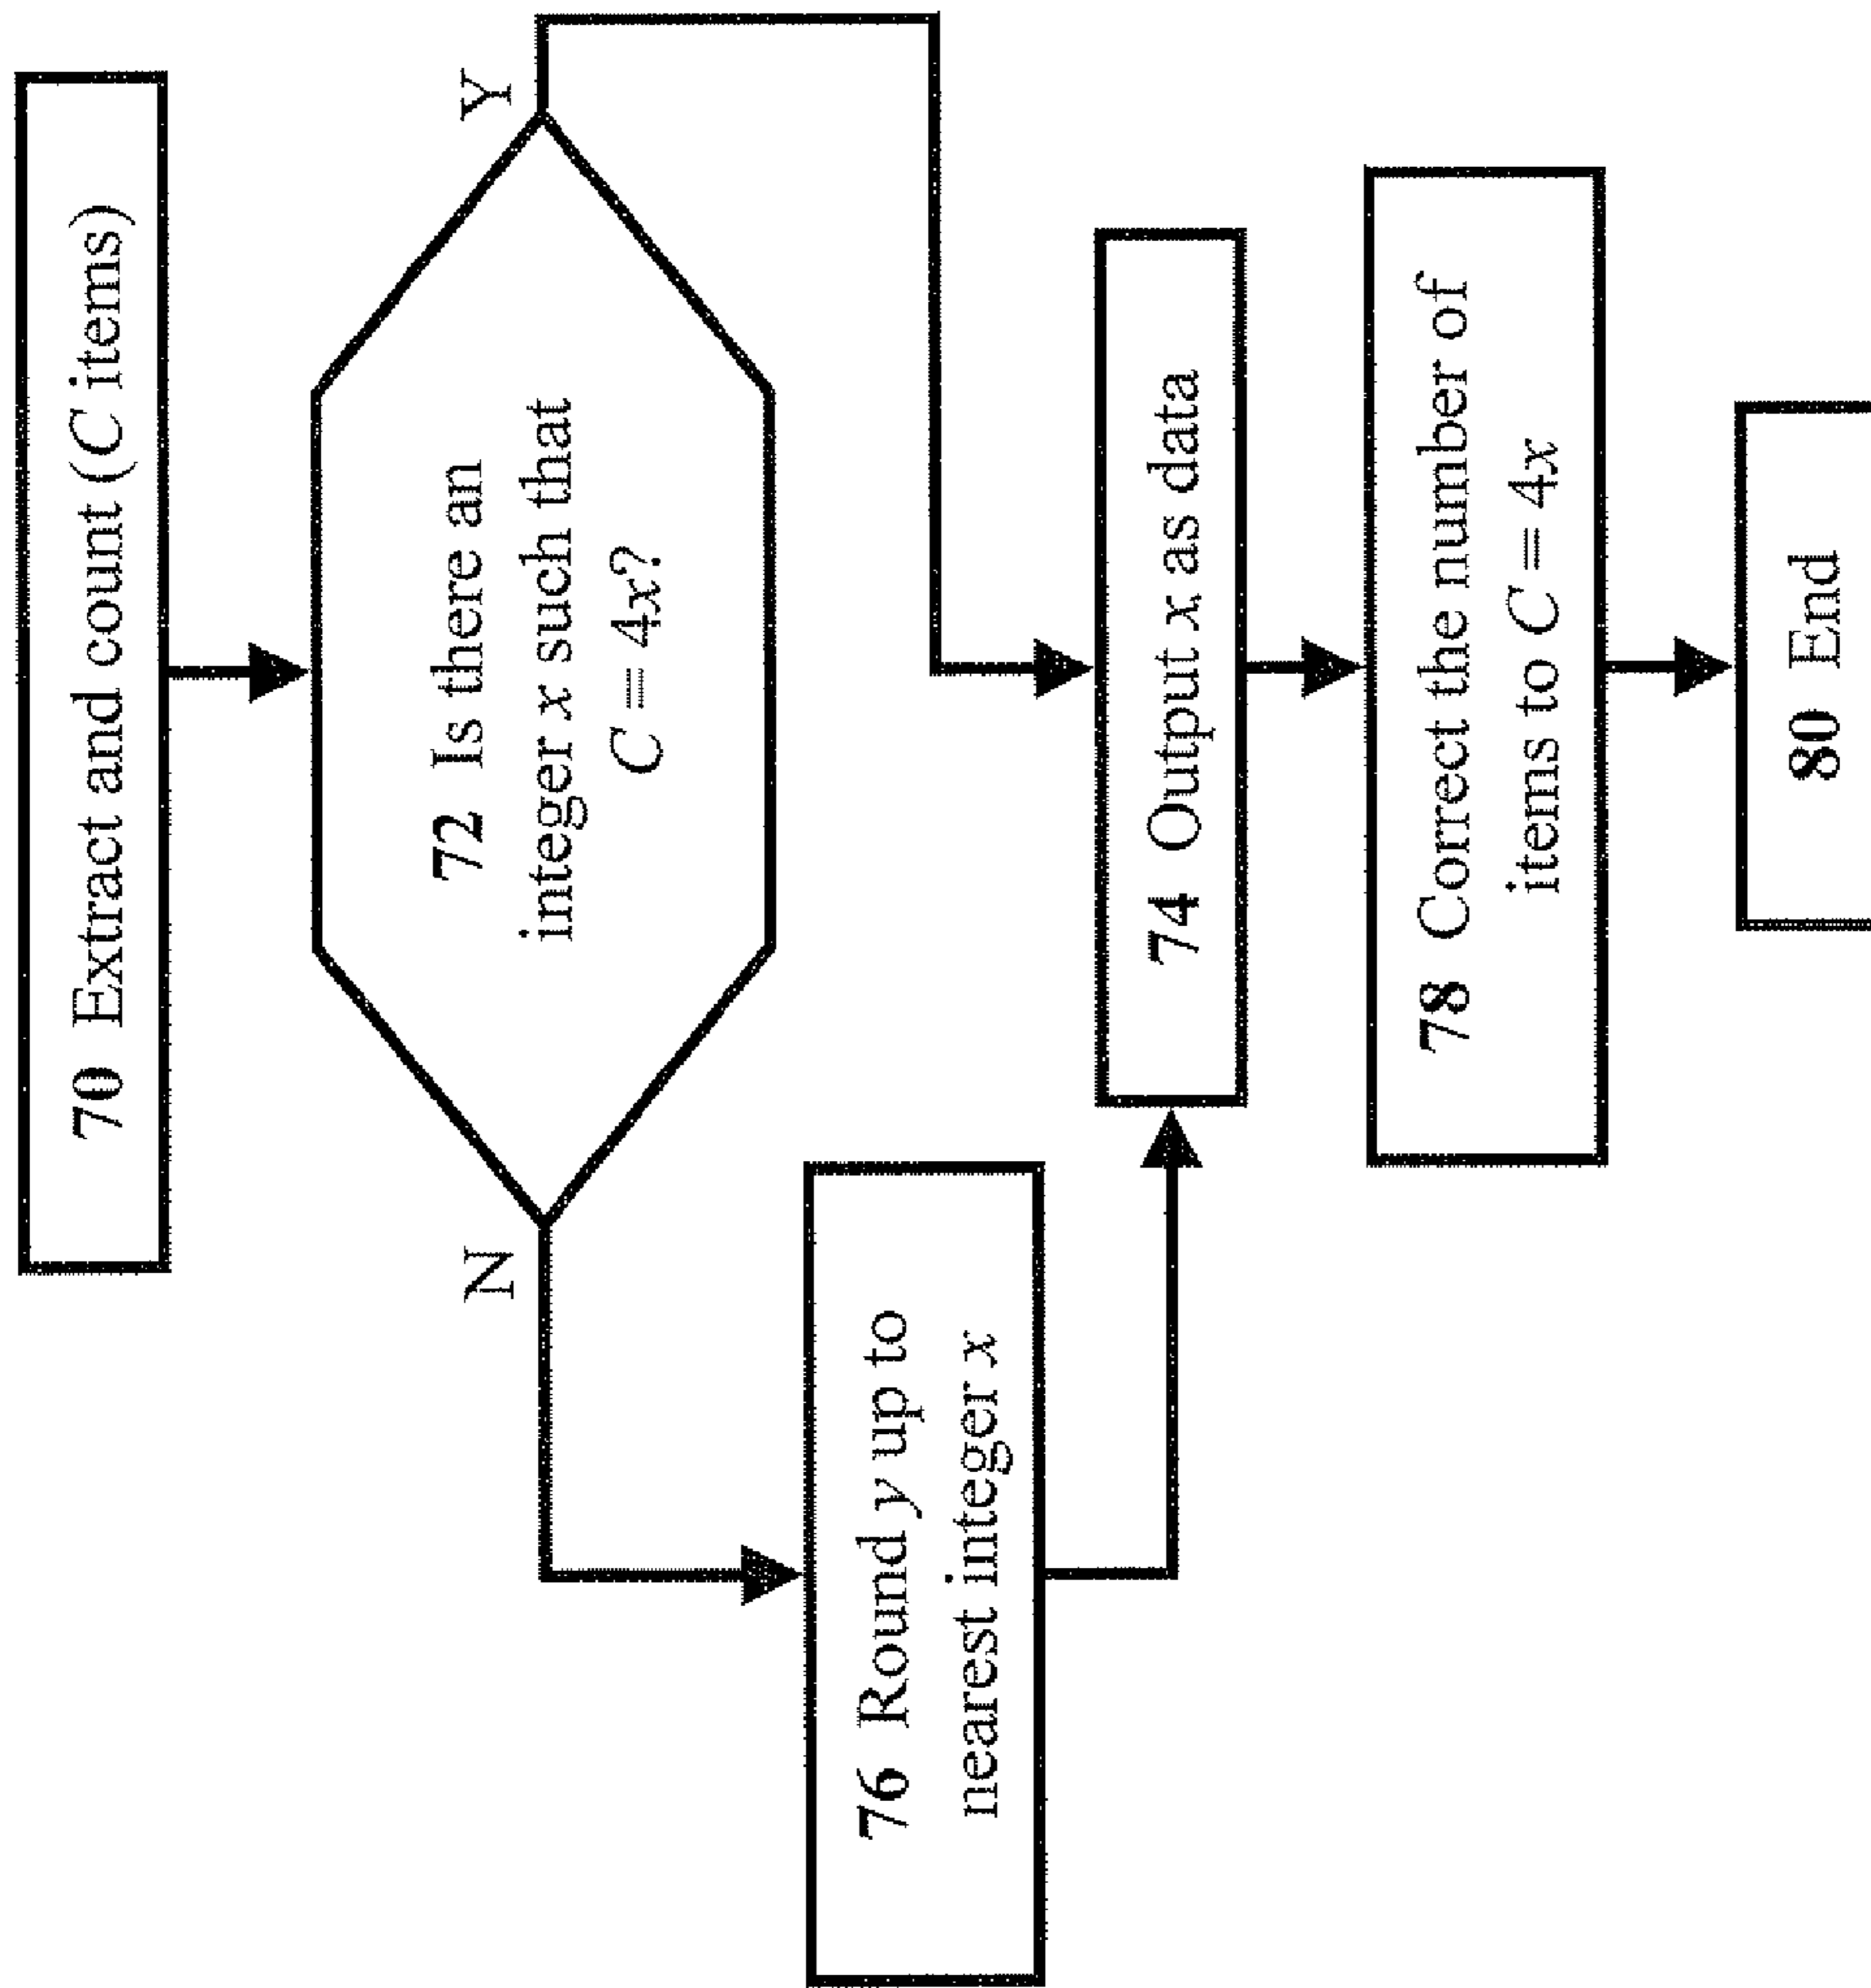 70 Extract and count (C items)
72 Is there an
integer x such that
C = 4x?
N
Y
76 Round y up to
nearest integer x
74 Output x as data
78 Correct the number of
items to C = 4x
80 End